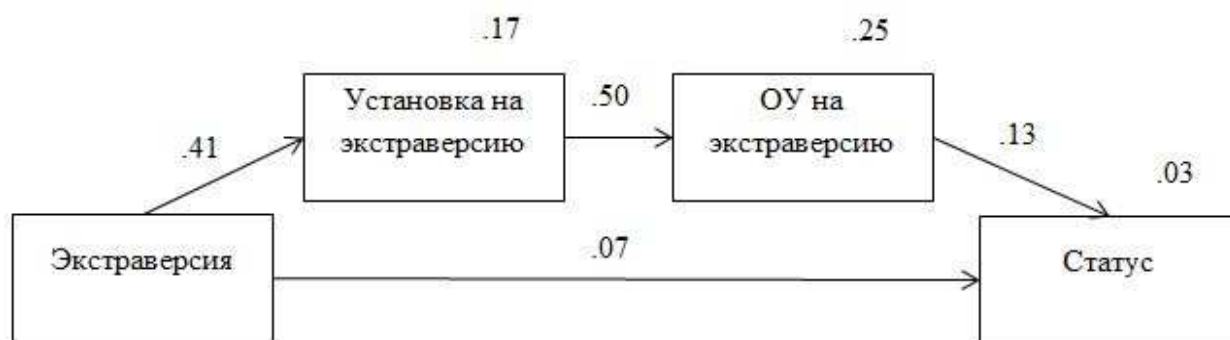 .17
.25
Установка на
экстраверсию
.50
ОУ на
экстраверсию
.41
.13
.03
Экстраверсия
.07
Статус